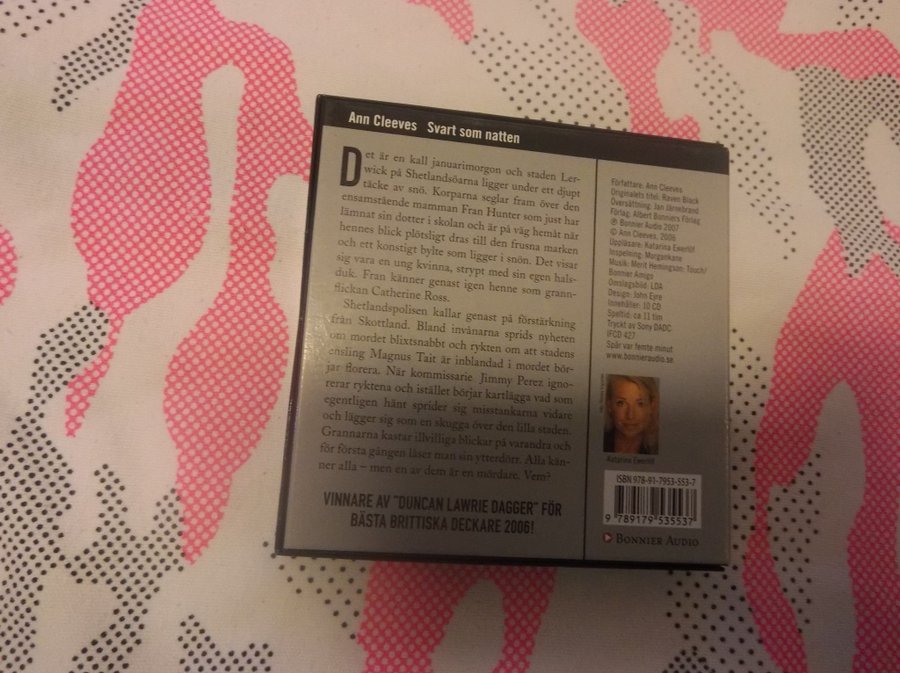 Ann Cleeves Svart som natten
Det är en kall januarimorgon och staden Ler-
wick på Shetlandsöarna ligger under ett djupt
täcke av snö. Korparna seglar fram över den
ensamstående mamman Fran Hunter som just har
lämnat sin dotter i skolan och är på väg hemåt när
hennes blick plötsligt dras till den frusna marken
och ett konstigt bylte som ligger i snön. Det visar
sig vara en ung kvinna, strypt med sin egen hals-
duk. Fran känner genast igen henne som grann-
flickan Catherine Ross.
Shetlandspolisen kallar genast på förstärkning
från Skottland. Bland invånarna sprids nyheten
om mordet blixtsnabbt och rykten om att stadens
ensling Magnus Tait är inblandad i mordet bör-
jar florera. När kommissarie Jimmy Perez igno-
rerar ryktena och istället börjar kartlägga vad som
egentligen hänt sprider sig misstankarna vidare
och lägger sig som en skugga över den lilla staden.
Grannarna kastar illvilliga blickar på varandra och
för första gången låses man sin ytterdörr. Alla kän-
ner alla – men en av dem är en mördare. Vem?
VINNARE AV "DUNCAN LAWRIE DAGGER" FÖR
BÄSTA BRITTISKA DECKARE 2006!
Författare: Ann Cleeves
Originalets titel: Raven Black
Översättning: Jan Järnebrand
Förlag: Albert Bonniers Förlag
℗ Bonnier Audio 2007
© Ann Cleeves, 2006
Uppläsare: Katarina Ewerlöf
Inspelning: Morgankane
Musik: Merit Hemingson: Touch/
Bonnier Amigo
Omslagsbild: LDA
Design: John Eyre
Innehåller: 10 CD
Speltid: ca 11 tim
Tryckt av Sony DADC
IFCD 427
Spår var femte minut
www.bonnieraudio.se
Katarina Ewerlöf
ISBN 978-91-7953-553-7
9 789179 535537
BONNIER AUDIO